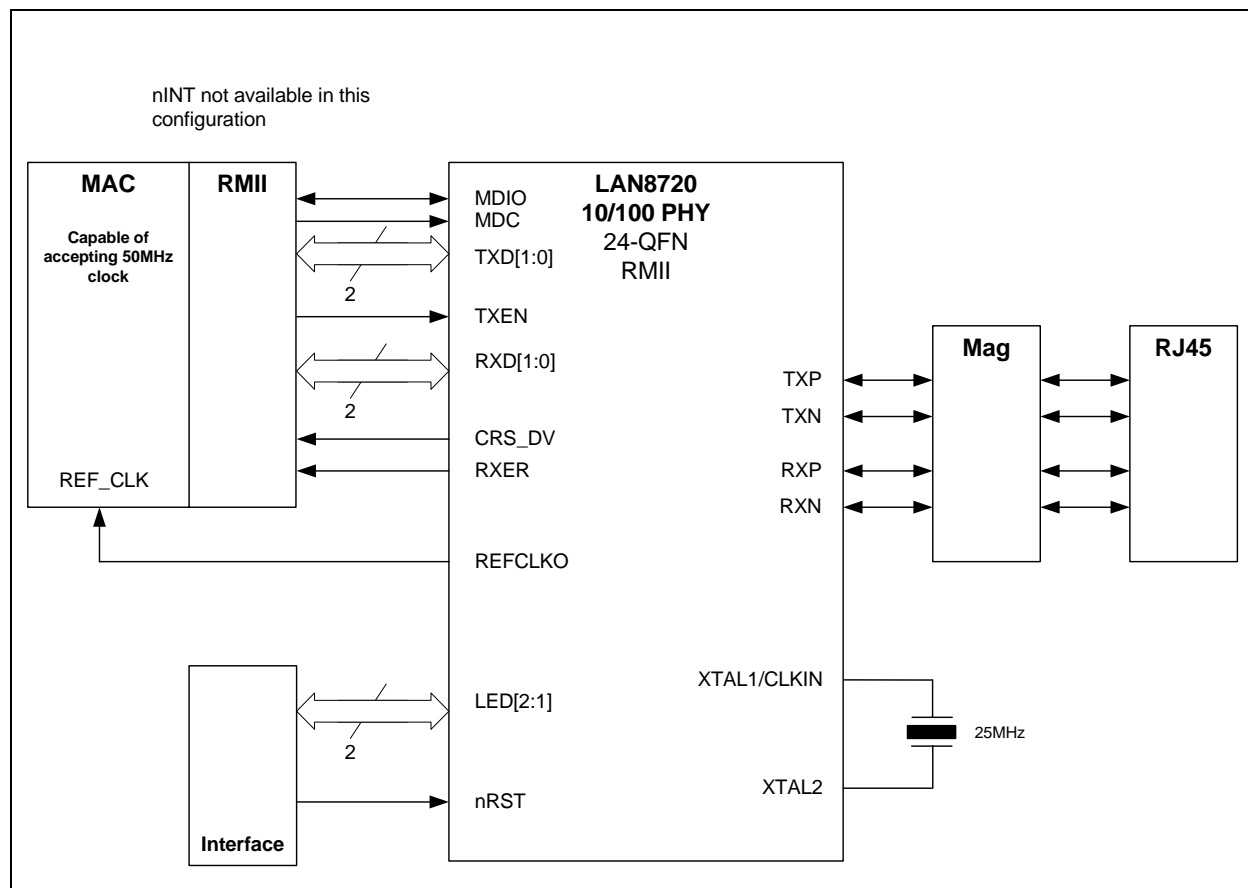 nINT not available in this
configuration
MAC
Capable of
accepting 50MHz
clock
REF_CLK
RMII
LAN8720
10/100 PHY
24-QFN
RMII
MDIO
MDC
TXD[1:0]
2
TXEN
RXD[1:0]
2
CRS_DV
RXER
REFCLKO
LED[2:1]
2
nRST
Interface
TXP
TXN
RXP
RXN
Mag
RJ45
XTAL1/CLKIN
25MHz
XTAL2